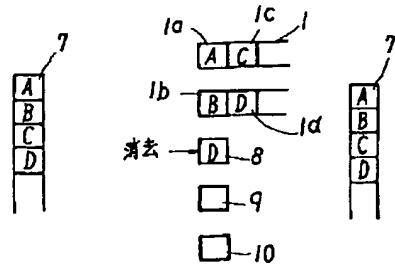 1a 1c 1
7 A C 7
A
B 1b B D A
C 1d B
D 消去 D 8 C
D
9
10